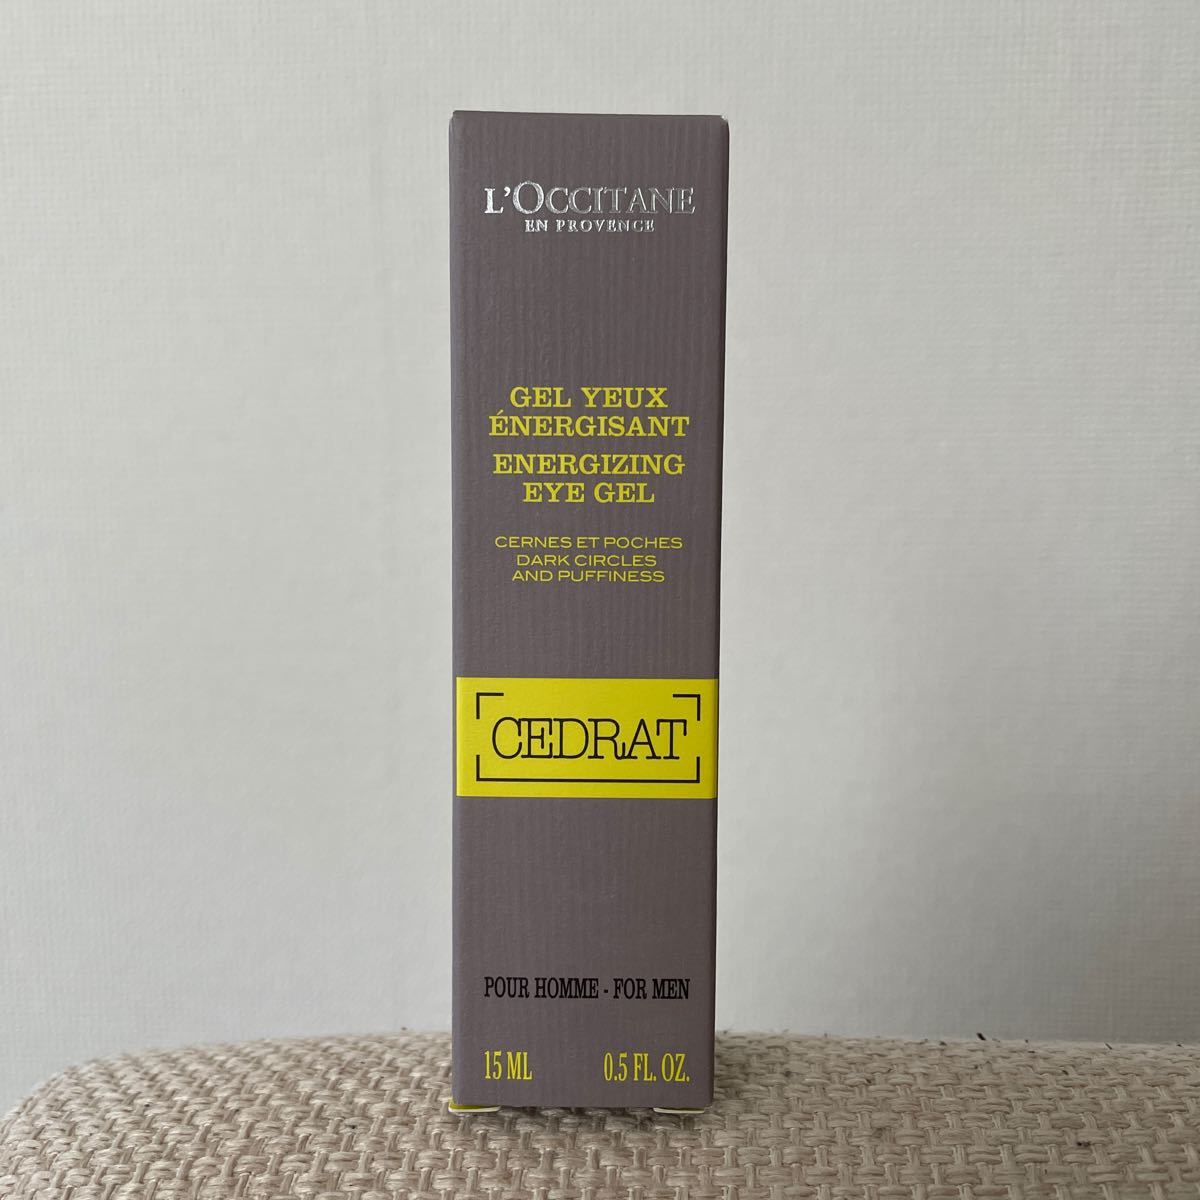 L'OCCITANE
EN PROVENCE
GEL YEUX
ÉNERGISANT
ENERGIZING
EYE GEL
CERNES ET POCHES
DARK CIRCLES
AND PUFFINESS
CEDRAT
POUR HOMME - FOR MEN
15 ML 0.5 FL. OZ.